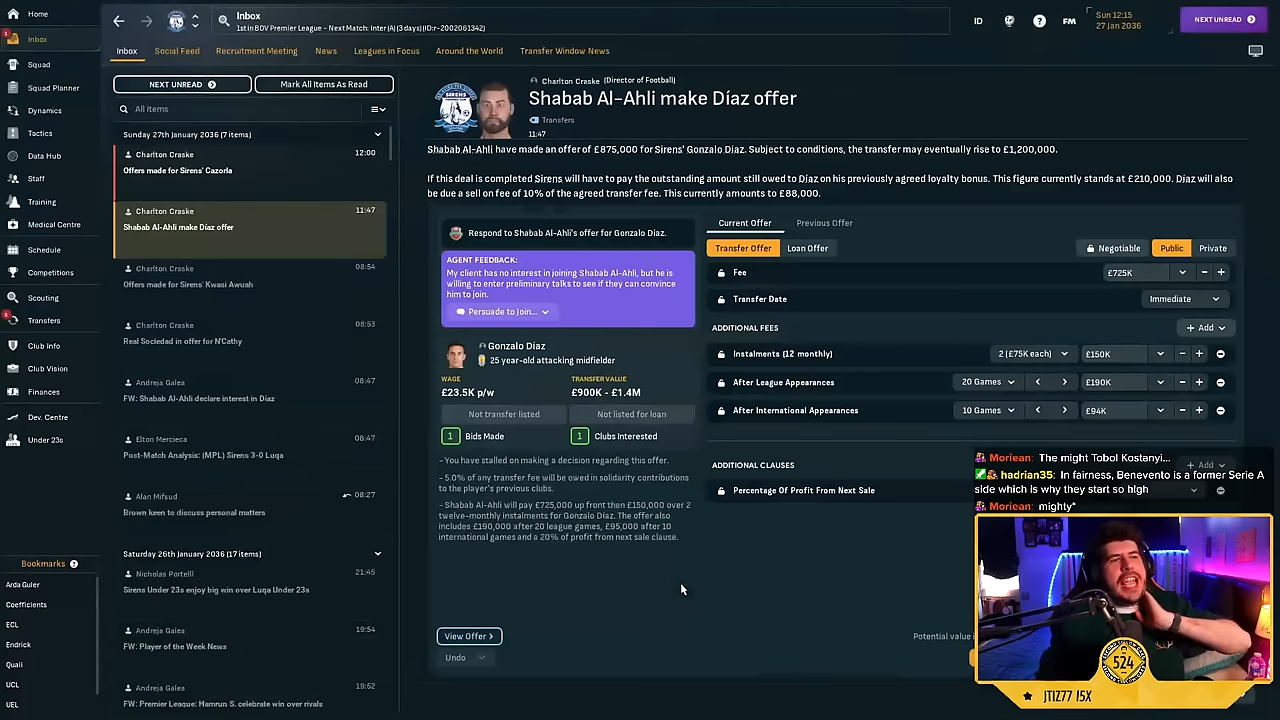 Home
Inbox
Squad
Squad Planner
Dynamics
Tactics
Data Hub
Staff
Training
Medical Centre
Schedule
Competitions
Scouting
Transfers
Club Info
Club Vision
Finances
Dev. Centre
Under 23s
Bookmarks
Arda Guler
Coefficients
ECL
Endrick
Quali
UCL
UEL
Inbox
1st in BOV Premier League - Next Match: Inter (A) (3 days) (ID:r-2002061342)
ID
FM
Sun 12:15
27 Jan 2036
NEXT UNREAD
Inbox Social Feed Recruitment Meeting News Leagues in Focus Around the World Transfer Window News
NEXT UNREAD
Mark All Items As Read
All items
Sunday 27th January 2036 (7 items)
Charlton Craske 12:00
Offers made for Sirens' Cazorla
Charlton Craske 11:47
Shabab Al-Ahli make Díaz offer
Charlton Craske 08:54
Offers made for Sirens' Kwasi Awuah
Charlton Craske 08:53
Real Sociedad in offer for N'Cathy
Andreja Galea 08:47
FW: Shabab Al-Ahli declare interest in Díaz
Elton Mercieca 08:47
Post-Match Analysis: (MPL) Sirens 3-0 Luqa
Alan Mifsud 08:27
Brown keen to discuss personal matters
Saturday 26th January 2036 (17 items)
Nicholas Portelli 21:45
Sirens Under 23s enjoy big win over Luqa Under 23s
Andreja Galea 19:54
FW: Player of the Week News
Andreja Galea 19:52
FW: Premier League: Hamrun S. celebrate win over rivals
SIRENS
Charlton Craske (Director of Football)
Shabab Al-Ahli make Díaz offer
Transfers
11:47
Shabab Al-Ahli have made an offer of £875,000 for Sirens' Gonzalo Díaz. Subject to conditions, the transfer may eventually rise to £1,200,000.
If this deal is completed Sirens will have to pay the outstanding amount still owed to Díaz on his previously agreed loyalty bonus. This figure currently stands at £210,000. Díaz will also
be due a sell on fee of 10% of the agreed transfer fee. This currently amounts to £88,000.
Respond to Shabab Al-Ahli's offer for Gonzalo Díaz.
AGENT FEEDBACK:
My client has no interest in joining Shabab Al-Ahli, but he is
willing to enter preliminary talks to see if they can convince
him to join.
Persuade to Join...
Gonzalo Díaz
25 year-old attacking midfielder
WAGE TRANSFER VALUE
£23.5K p/w £900K - £1.4M
Not transfer listed Not listed for loan
1 Bids Made 1 Clubs Interested
- You have stalled on making a decision regarding this offer.
- 5.0% of any transfer fee will be owed in solidarity contributions
to the player's previous clubs.
- Shabab Al-Ahli will pay £725,000 up front then £150,000 over 2
twelve-monthly instalments for Gonzalo Díaz. The offer also
includes £190,000 after 20 league games, £95,000 after 10
international games and a 20% of profit from next sale clause.
View Offer >
Undo
Current Offer Previous Offer
Transfer Offer Loan Offer Negotiable Public Private
Fee £725K
Transfer Date Immediate
ADDITIONAL FEES + Add
Instalments (12 monthly) 2 (£75K each) £150K
After League Appearances 20 Games £190K
After International Appearances 10 Games £94K
ADDITIONAL CLAUSES + Add
Percentage Of Profit From Next Sale
Potential value i
Moriean: The might Tobol Kostanyi...
hadrian35: In fairness, Benevento is a former Serie A
side which is why they start so high
Moriean: mighty*
524
JT1Z77 15X